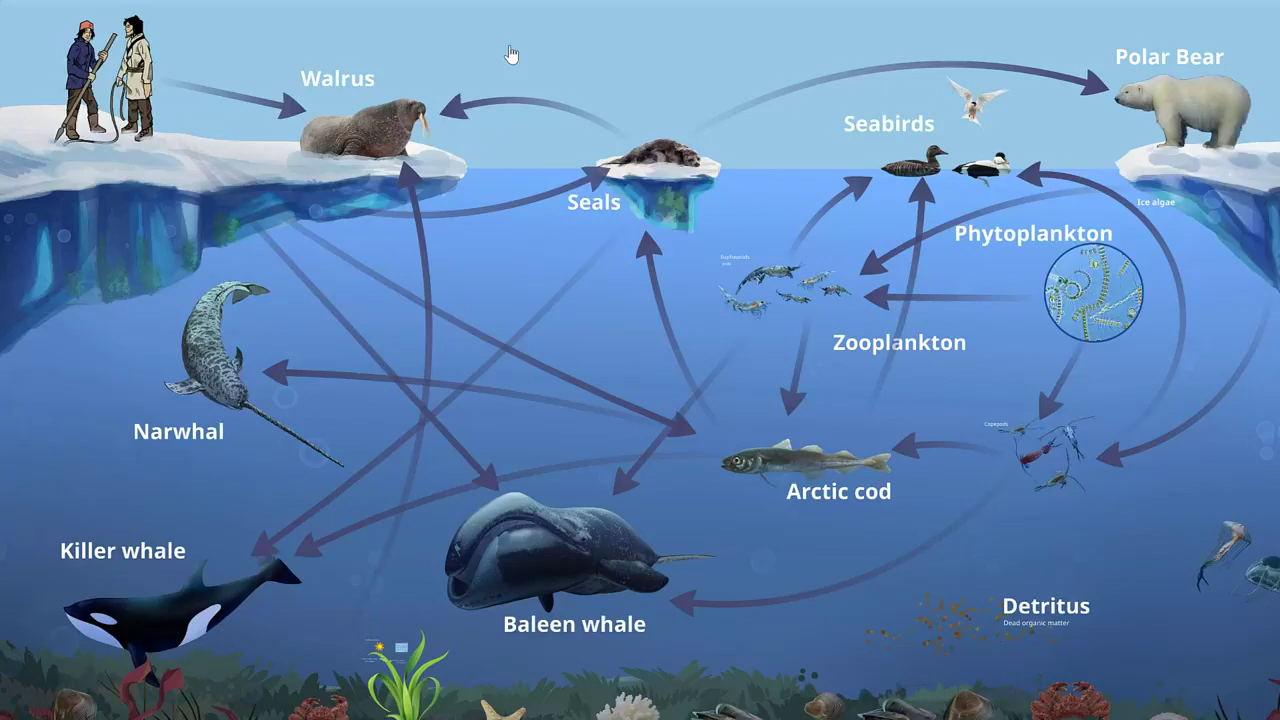 Polar Bear
Walrus
Seabirds
Seals
Ice algae
Phytoplankton
Zooplankton
Copepods
Narwhal
Arctic cod
Killer whale
Detritus
Dead organic matter
Baleen whale